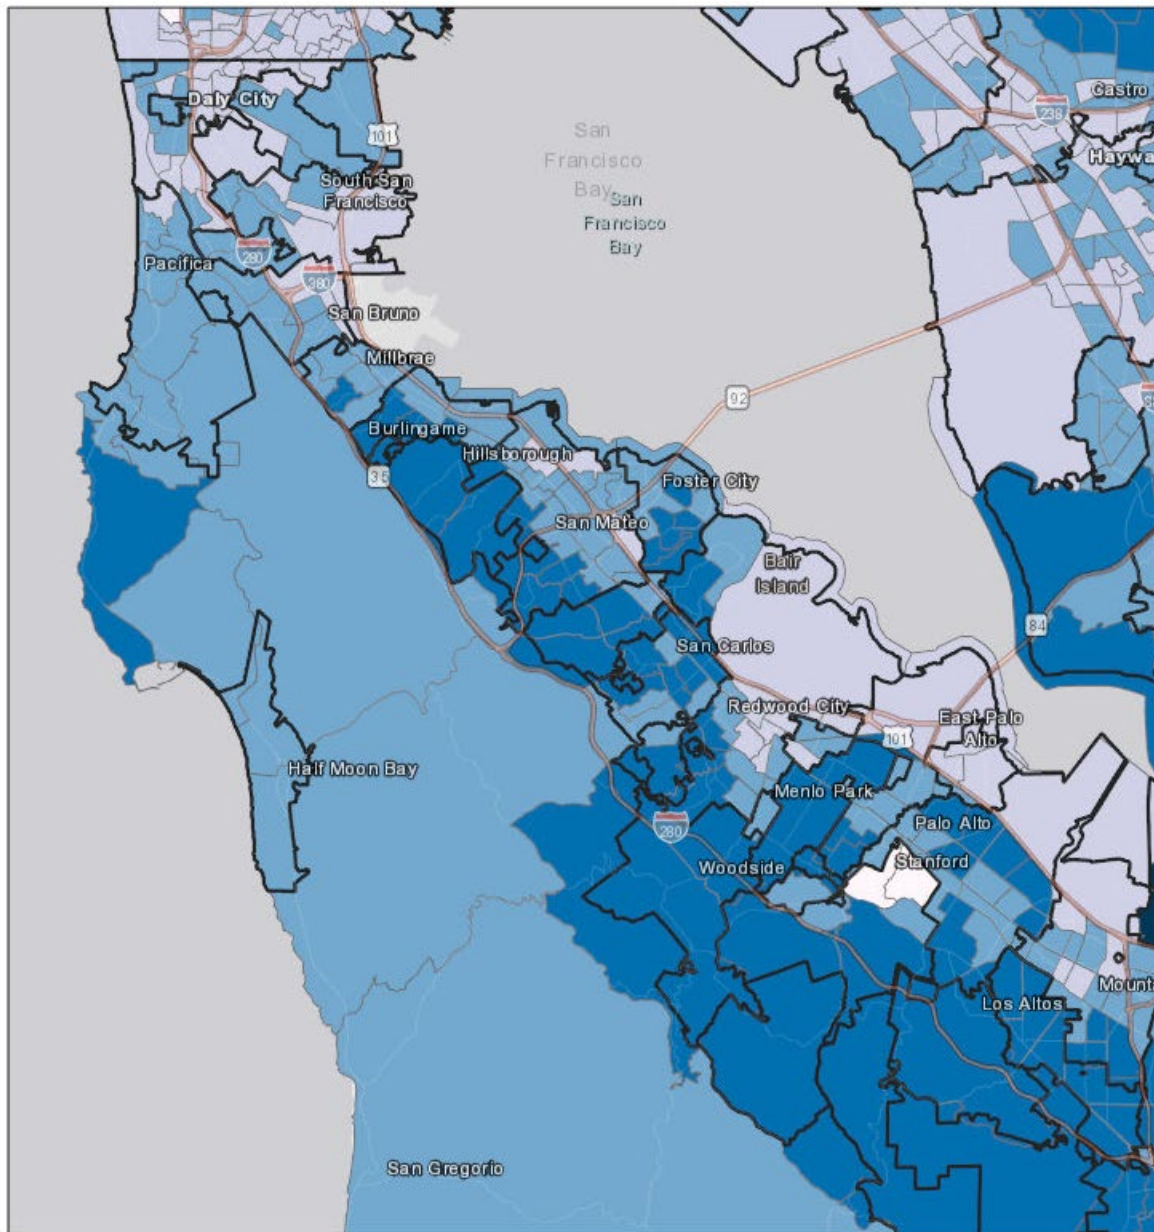 Castro
238
Daly City
101
San
Francisco
Bay
Haywa
South San
Francisco
San
Francisco
Bay
280
Pacifica
380
San Bruno
Millbrae
92
Burlingame
Hillsborough
35
Foster City
San Mateo
Bair
Island
84
San Carlos
Redwood City
East Palo
Alto
101
Half Moon Bay
Menlo Park
Palo Alto
280
Woodside
Stanford
Los Altos
Mounta
San Gregorio